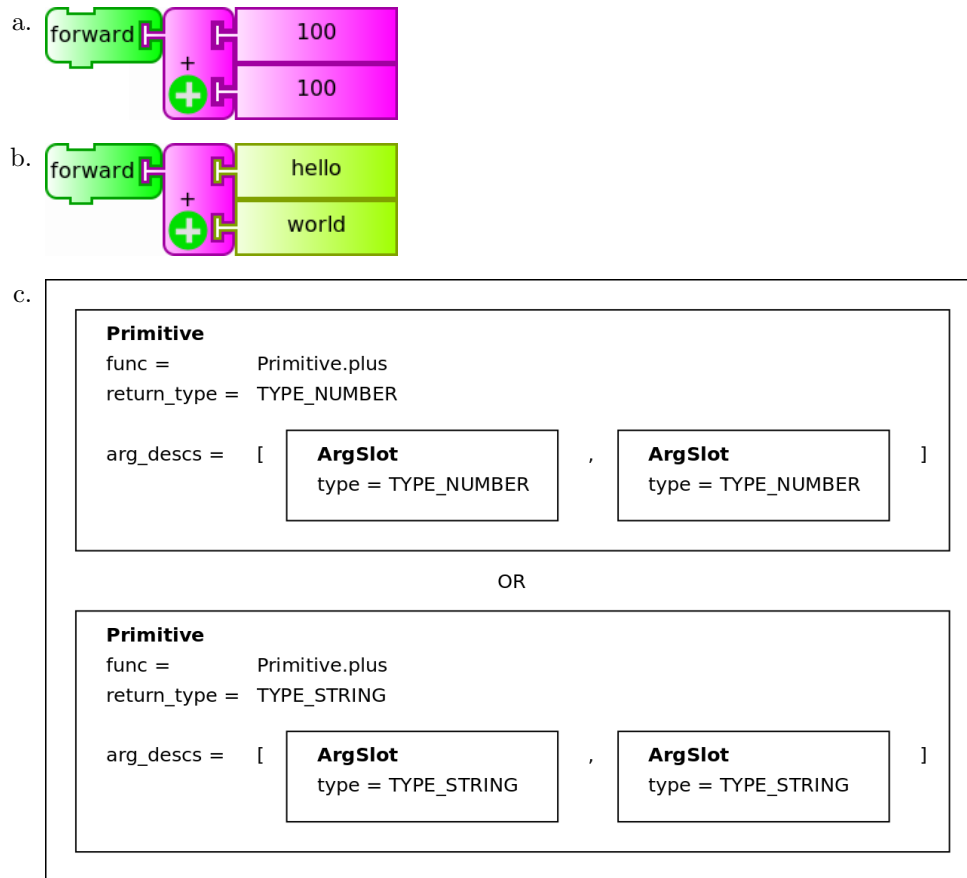 a.
forward + 100
100
b.
forward + hello
world
c.
Primitive
func = Primitive.plus
return_type = TYPE_NUMBER
arg_descs = [ ArgSlot , ArgSlot ]
type = TYPE_NUMBER type = TYPE_NUMBER
OR
Primitive
func = Primitive.plus
return_type = TYPE_STRING
arg_descs = [ ArgSlot , ArgSlot ]
type = TYPE_STRING type = TYPE_STRING